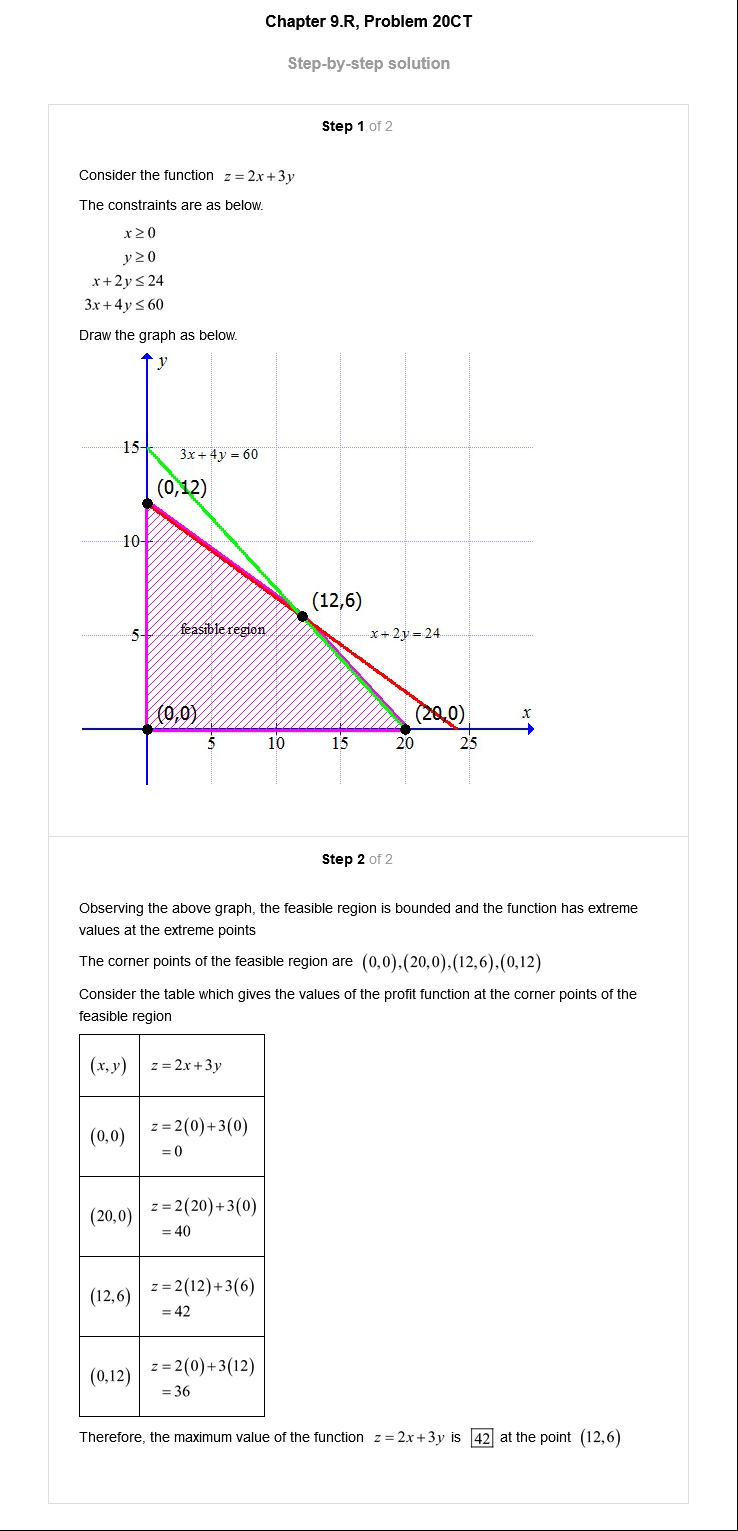 Chapter 9.R, Problem 20CT
Step-by-step solution
Step 1 of 2
Consider the function z = 2x+3y
The constraints are as below.
x ≥ 0
y ≥ 0
x+2y ≤ 24
3x+4y ≤ 60
Draw the graph as below.
y
15
3x + 4y = 60
(0,12)
10
(12,6)
feasible region
5
x + 2y = 24
(0,0)
(20,0)
x
5 10 15 20 25
Step 2 of 2
Observing the above graph, the feasible region is bounded and the function has extreme
values at the extreme points
The corner points of the feasible region are (0,0),(20,0),(12,6),(0,12)
Consider the table which gives the values of the profit function at the corner points of the
feasible region
(x,y) z = 2x+3y
(0,0) z = 2(0)+3(0)
= 0
(20,0) z = 2(20)+3(0)
= 40
(12,6) z = 2(12)+3(6)
= 42
(0,12) z = 2(0)+3(12)
= 36
Therefore, the maximum value of the function z = 2x+3y is 42 at the point (12,6)